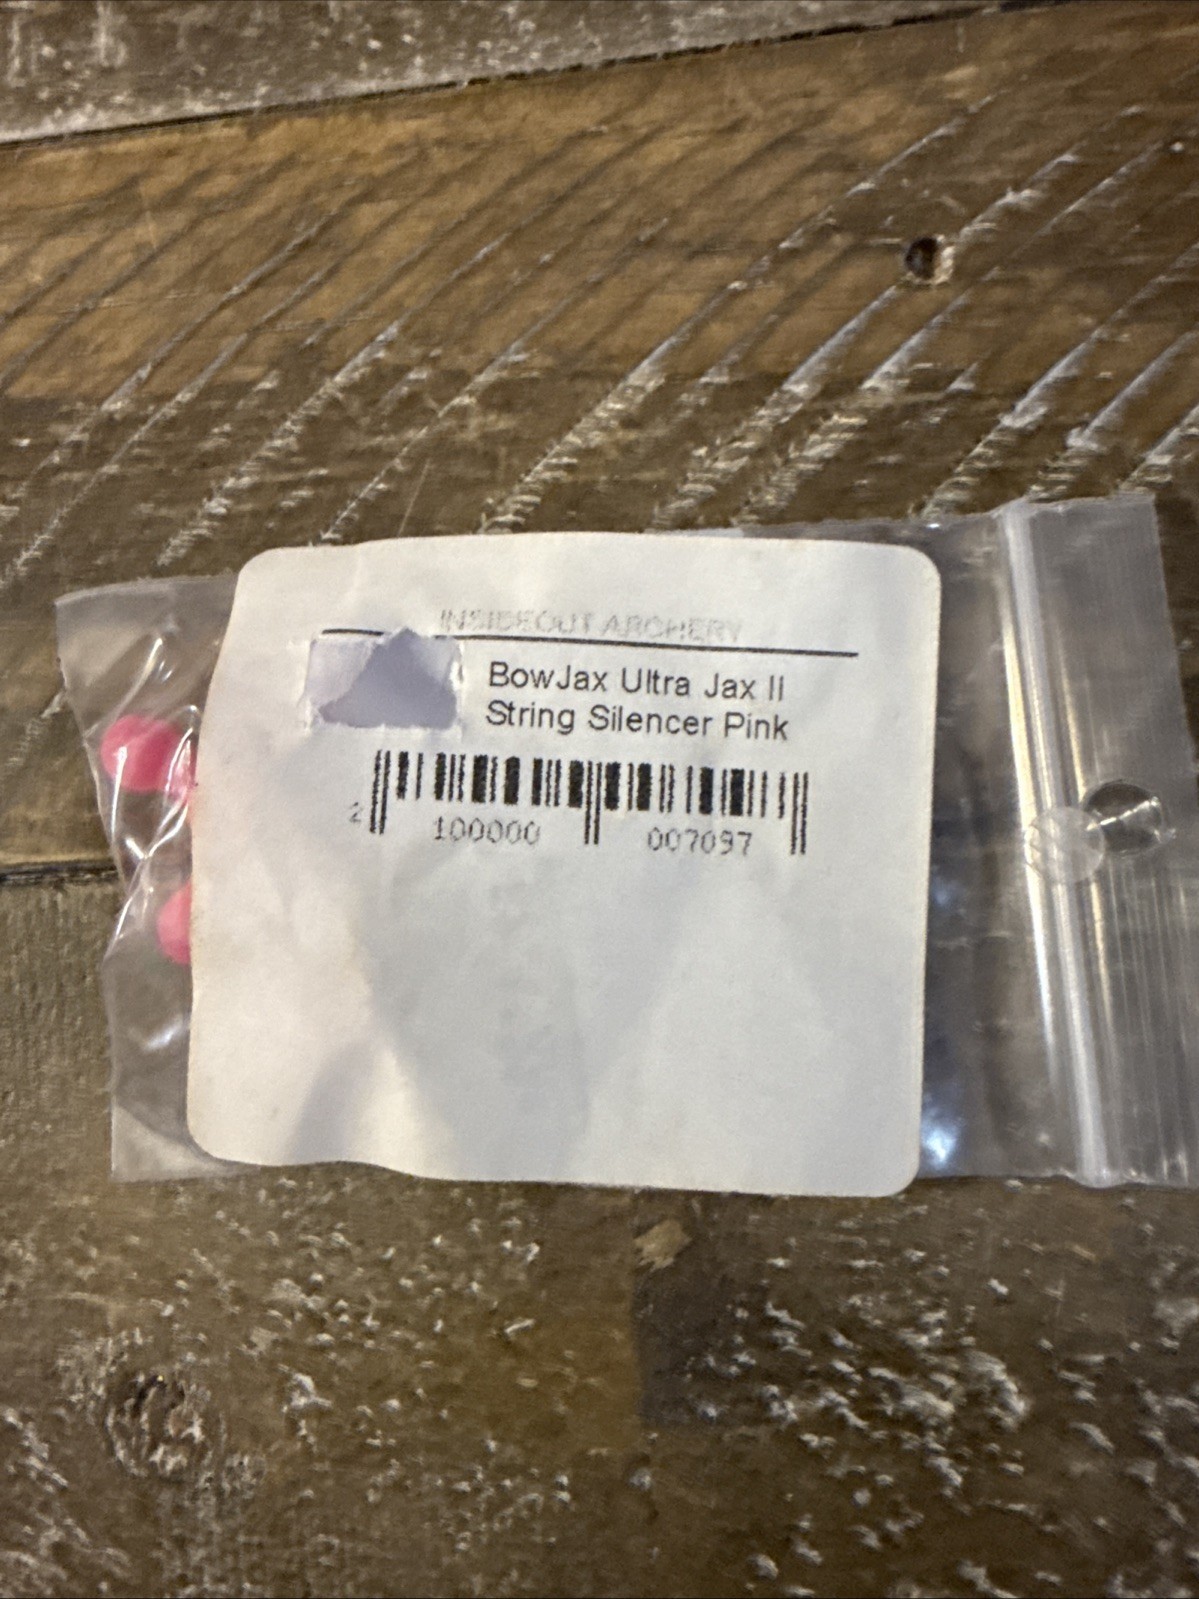 INSIDEOUT ARCHERY
BowJax Ultra Jax II
String Silencer Pink
2 100000 007097